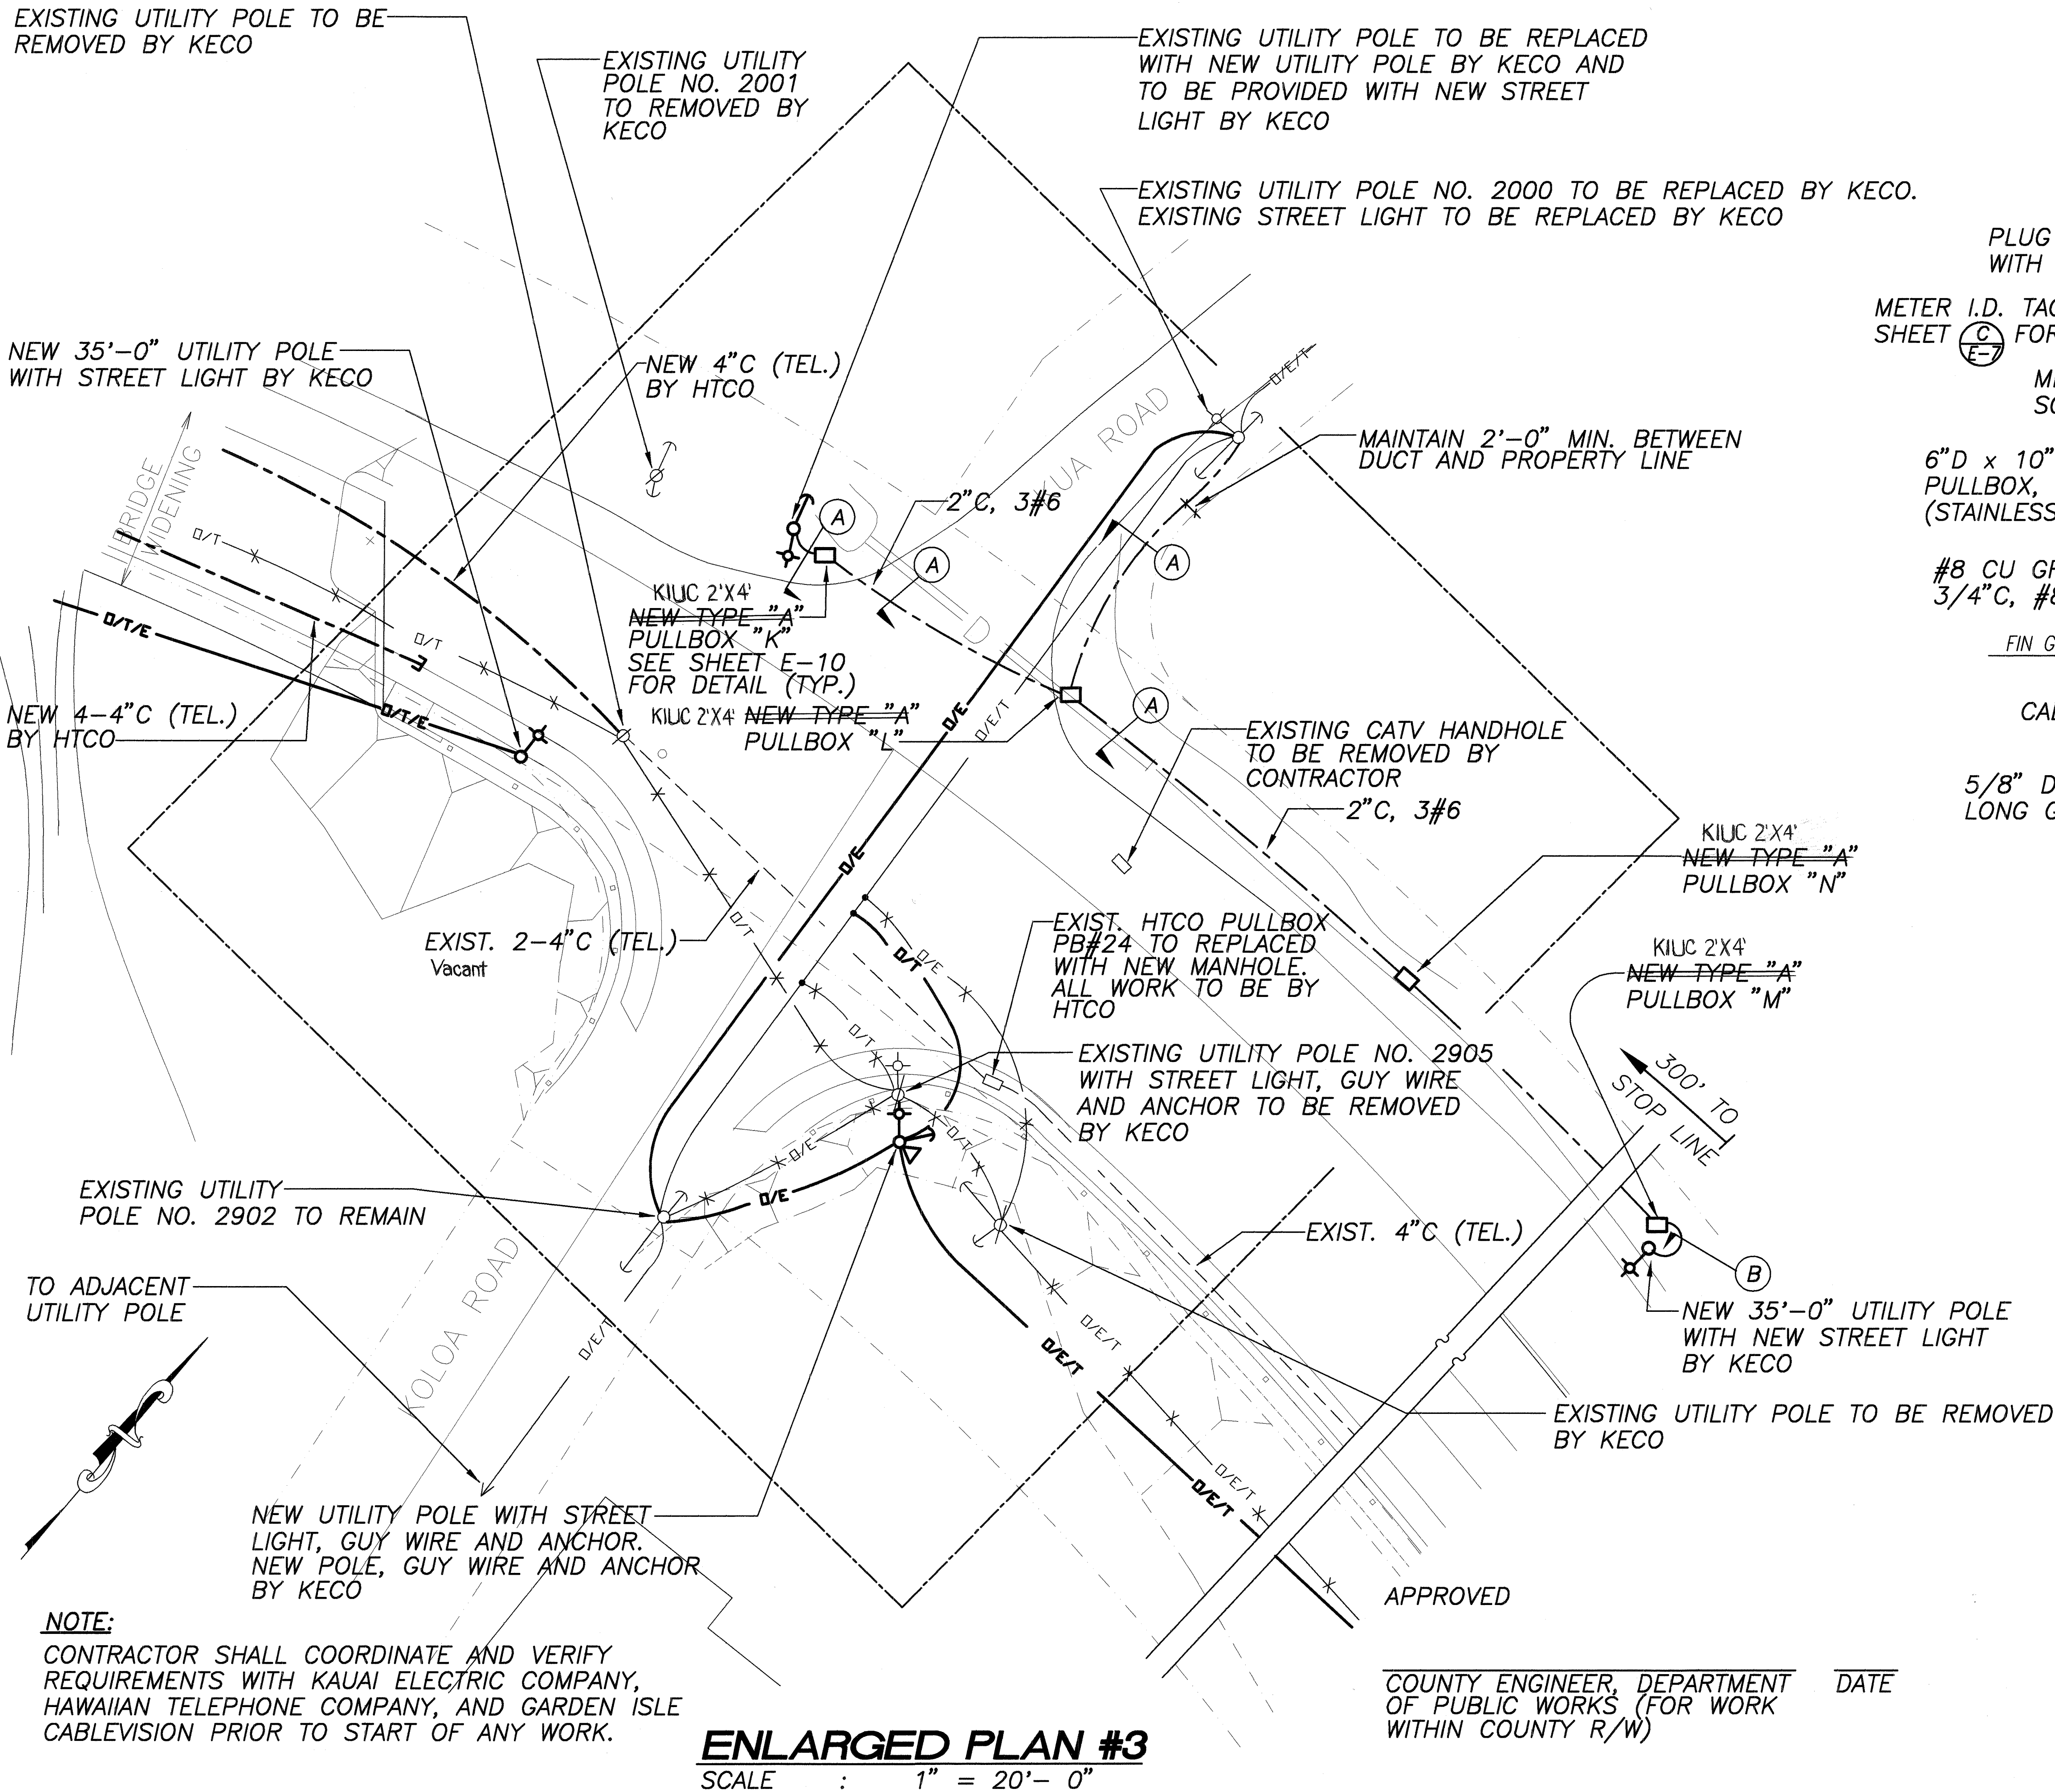 EXISTING UTILITY POLE TO BE
REMOVED BY KECO
EXISTING UTILITY
POLE NO. 2001
TO REMOVED BY
KECO
EXISTING UTILITY POLE TO BE REPLACED
WITH NEW UTILITY POLE BY KECO AND
TO BE PROVIDED WITH NEW STREET
LIGHT BY KECO
EXISTING UTILITY POLE NO. 2000 TO BE REPLACED BY KECO.
EXISTING STREET LIGHT TO BE REPLACED BY KECO
PLUG
WITH
METER I.D.
SHEET C E-7 FOR
6"D x 10"
PULLBOX,
(STAINLESS
#8 CU
3/4"C,
FIN
5/8"
LONG
NEW 35'-0" UTILITY POLE
WITH STREET LIGHT BY KECO
NEW 4"C (TEL.)
BY HTCO
BRIDGE
WIDENING
O/T
O/T
O/T/E
O/T/E
NEW 4-4"C (TEL.)
BY HTCO
KUA ROAD
O/E/T
MAINTAIN 2'-0" MIN. BETWEEN
DUCT AND PROPERTY LINE
2"C, 3#6
A
A
A
A
KIUC 2'X4'
NEW TYPE "A"
PULLBOX "K"
SEE SHEET E-10
FOR DETAIL (TYP.)
KIUC 2'X4' NEW TYPE "A"
PULLBOX "L"
D
O/E
O/E/T
O/E
EXISTING CATV HANDHOLE
TO BE REMOVED BY
CONTRACTOR
2"C, 3#6
KIUC 2'X4'
NEW TYPE "A"
PULLBOX "N"
KIUC 2'X4'
NEW TYPE "A"
PULLBOX "M"
EXIST. 2-4"C (TEL.)
Vacant
O/T
O/T
O/E
O/T
EXIST. HTCO PULLBOX
PB#24 TO REPLACED
WITH NEW MANHOLE.
ALL WORK TO BE BY
HTCO
EXISTING UTILITY POLE NO. 2905
WITH STREET LIGHT, GUY WIRE
AND ANCHOR TO BE REMOVED
BY KECO
300' TO
STOP LINE
O/E
O/T
O/E
EXISTING UTILITY
POLE NO. 2902 TO REMAIN
EXIST. 4"C (TEL.)
B
NEW 35'-0" UTILITY POLE
WITH NEW STREET LIGHT
BY KECO
TO ADJACENT
UTILITY POLE
KOLOA ROAD
O/E/T
O/E/T
O/E/T
O/E/T
O/E/T
EXISTING UTILITY POLE TO BE REMOVED
BY KECO
NEW UTILITY POLE WITH STREET
LIGHT, GUY WIRE AND ANCHOR.
NEW POLE, GUY WIRE AND ANCHOR
BY KECO
NOTE:
CONTRACTOR SHALL COORDINATE AND VERIFY
REQUIREMENTS WITH KAUAI ELECTRIC COMPANY,
HAWAIIAN TELEPHONE COMPANY, AND GARDEN ISLE
CABLEVISION PRIOR TO START OF ANY WORK.
APPROVED
COUNTY ENGINEER, DEPARTMENT DATE
OF PUBLIC WORKS (FOR WORK
WITHIN COUNTY R/W)
ENLARGED PLAN #3
SCALE : 1" = 20'- 0"